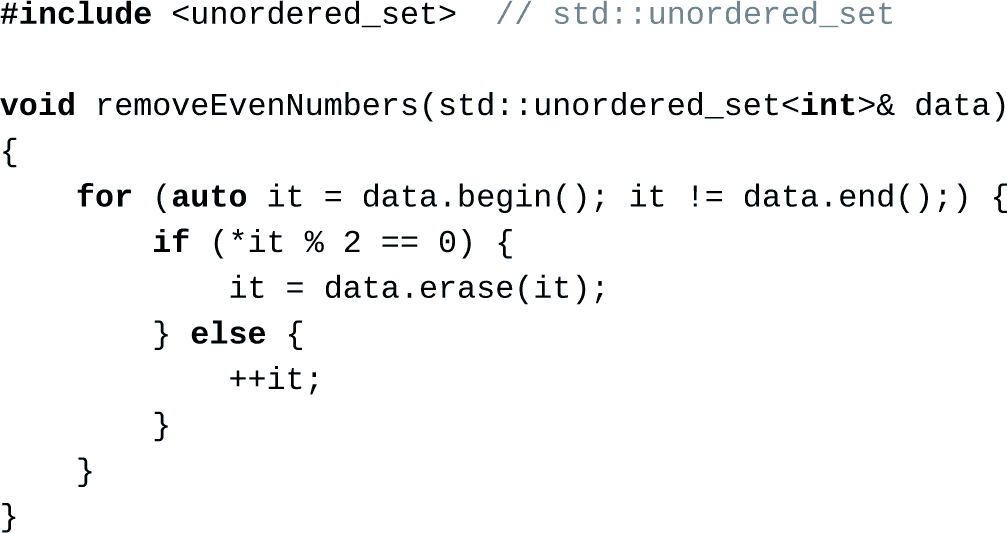 #include <unordered_set>  // std::unordered_set

void removeEvenNumbers(std::unordered_set<int>& data)
{
    for (auto it = data.begin(); it != data.end();) {
        if (*it % 2 == 0) {
            it = data.erase(it);
        } else {
            ++it;
        }
    }
}